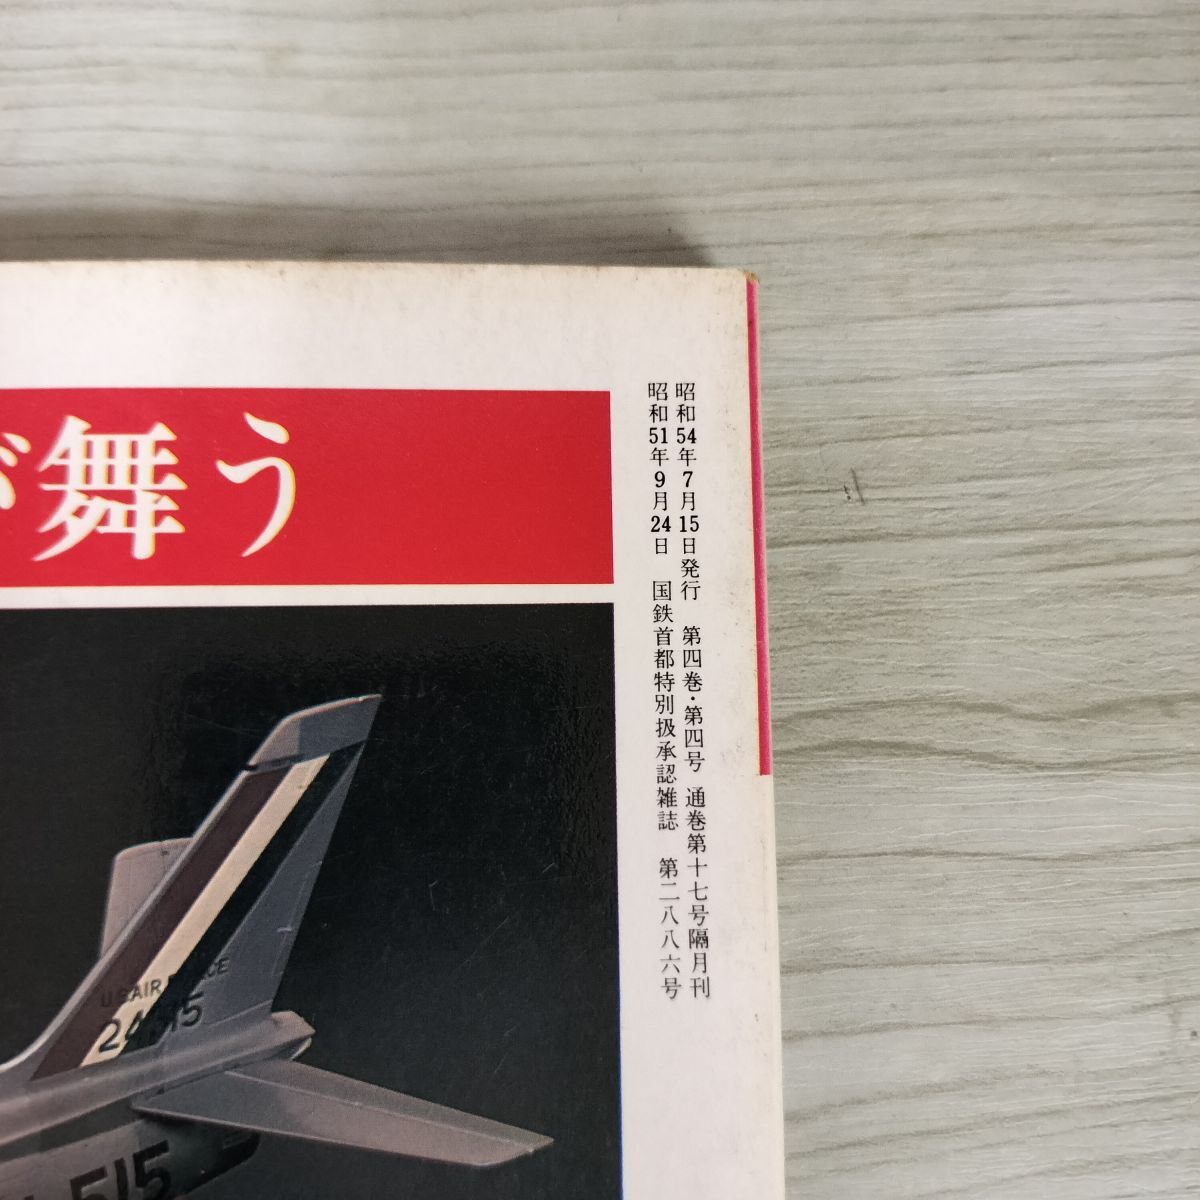 が舞う
昭和54年7月15日発行 第四巻・第四号 通巻第十七号隔月刊
昭和51年9月24日 国鉄首都特別扱承認雑誌 第二八八六号
24515
515